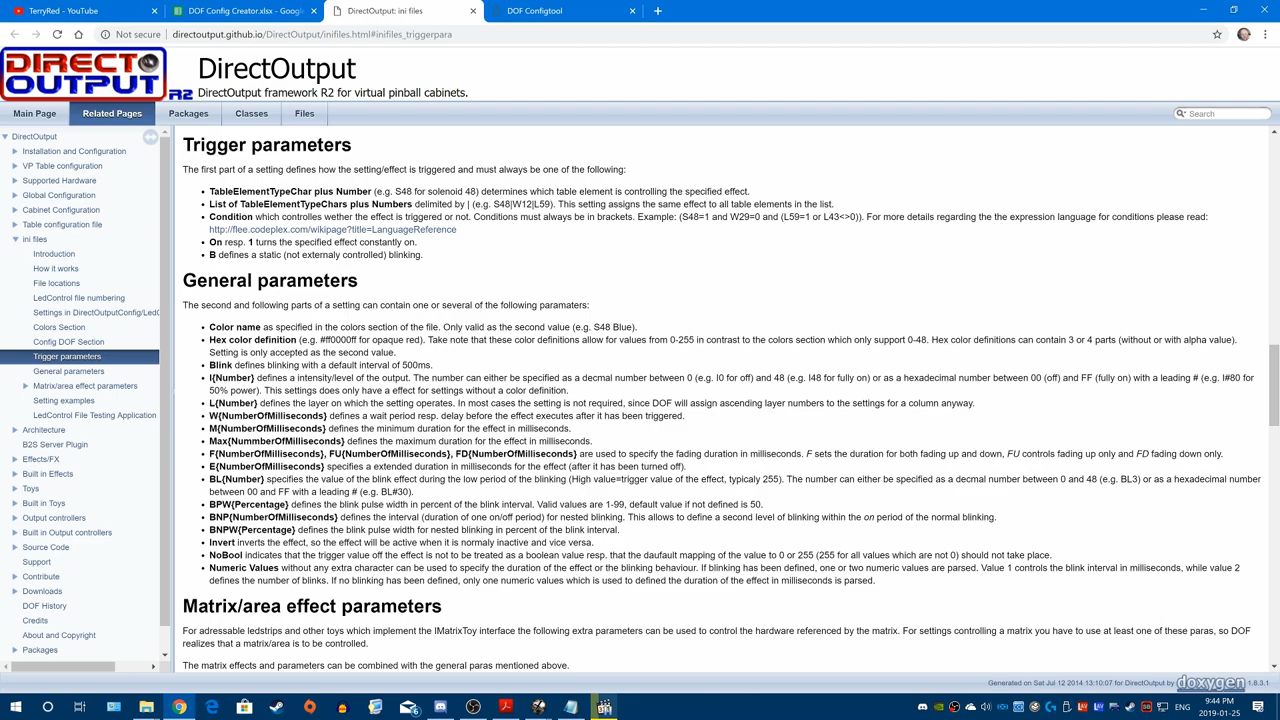 TerryRed - YouTube
DOF Config Creator.xlsx - Googl
DirectOutput: ini files
DOF Configtool
Not secure
directoutput.github.io/DirectOutput/inifiles.html#inifiles_triggerpara
DIRECT OUTPUT R2
DirectOutput
DirectOutput framework R2 for virtual pinball cabinets.
Main Page
Related Pages
Packages
Classes
Files
Search
DirectOutput
Installation and Configuration
VP Table configuration
Supported Hardware
Global Configuration
Cabinet Configuration
Table configuration file
ini files
Introduction
How it works
File locations
LedControl file numbering
Settings in DirectOutputConfig/LedC
Colors Section
Config DOF Section
Trigger parameters
General parameters
Matrix/area effect parameters
Setting examples
LedControl File Testing Application
Architecture
B2S Server Plugin
Effects/FX
Built in Effects
Toys
Built in Toys
Output controllers
Built in Output controllers
Source Code
Support
Contribute
Downloads
DOF History
Credits
About and Copyright
Packages
Trigger parameters
The first part of a setting defines how the setting/effect is triggered and must always be one of the following:
• TableElementTypeChar plus Number (e.g. S48 for solenoid 48) determines which table element is controlling the specified effect.
• List of TableElementTypeChars plus Numbers delimited by | (e.g. S48|W12|L59). This setting assigns the same effect to all table elements in the list.
• Condition which controlles wether the effect is triggered or not. Conditions must always be in brackets. Example: (S48=1 and W29=0 and (L59=1 or L43<>0)). For more details regarding the the expression language for conditions please read:
http://flee.codeplex.com/wikipage?title=LanguageReference
• On resp. 1 turns the specified effect constantly on.
• B defines a static (not externaly controlled) blinking.
General parameters
The second and following parts of a setting can contain one or several of the following paramaters:
• Color name as specified in the colors section of the file. Only valid as the second value (e.g. S48 Blue).
• Hex color definition (e.g. #ff0000ff for opaque red). Take note that these color definitions allow for values from 0-255 in contrast to the colors section which only support 0-48. Hex color definitions can contain 3 or 4 parts (without or with alpha value).
Setting is only accepted as the second value.
• Blink defines blinking with a default interval of 500ms.
• I{Number} defines a intensity/level of the output. The number can either be specified as a decmal number between 0 (e.g. I0 for off) and 48 (e.g. I48 for fully on) or as a hexadecimal number between 00 (off) and FF (fully on) with a leading # (e.g. I#80 for
50% power). This settings does only have a effect for settings without a color definition.
• L{Number} defines the layer on which the setting operates. In most cases the setting is not required, since DOF will assign ascending layer numbers to the settings for a column anyway.
• W{NumberOfMilliseconds} defines a wait period resp. delay before the effect executes after it has been triggered.
• M{NumberOfMilliseconds} defines the minimum duration for the effect in milliseconds.
• Max{NummberOfMilliseconds} defines the maximum duration for the effect in milliseconds.
• F{NumberOfMilliseconds}, FU{NumberOfMilliseconds}, FD{NumbericalOfMilliseconds} are used to specify the fading duration in milliseconds. F sets the duration for both fading up and down, FU controls fading up only and FD fading down only.
• E{NumberOfMilliseconds} specifies a extended duration in milliseconds for the effect (after it has been turned off).
• BL{Number} specifies the value of the blink effect during the low period of the blinking (High value=trigger value of the effect, typicaly 255). The number can either be specified as a decmal number between 0 and 48 (e.g. BL3) or as a hexadecimal number
between 00 and FF with a leading # (e.g. BL#30).
• BPW{Percentage} defines the blink pulse width in percent of the blink interval. Valid values are 1-99, default value if not defined is 50.
• BNP{NumberOfMilliseconds} defines the interval (duration of one on/off period) for nested blinking. This allows to define a second level of blinking within the on period of the normal blinking.
• BNPW{Percentage} defines the blink pulse width for nested blinking in percent of the blink interval.
• Invert inverts the effect, so the effect will be active when it is normaly inactive and vice versa.
• NoBool indicates that the trigger value off the effect is not to be treated as a boolean value resp. that the daufault mapping of the value to 0 or 255 (255 for all values which are not 0) should not take place.
• Numeric Values without any extra character can be used to specify the duration of the effect or the blinking behaviour. If blinking has been defined, one or two numeric values are parsed. Value 1 controls the blink interval in milliseconds, while value 2
defines the number of blinks. If no blinking has been defined, only one numeric values which is used to defined the duration of the effect in milliseconds is parsed.
Matrix/area effect parameters
For adressable ledstrips and other toys which implement the IMatrixToy interface the following extra parameters can be used to control the hardware referenced by the matrix. For settings controlling a matrix you have to use at least one of these paras, so DOF
realizes that a matrix/area is to be controlled.
The matrix effects and parameters can be combined with the general paras mentioned above.
Generated on Sat Jul 12 2014 13:10:07 for DirectOutput by doxygen 1.8.3.1
ENG
9:44 PM
2019-01-25